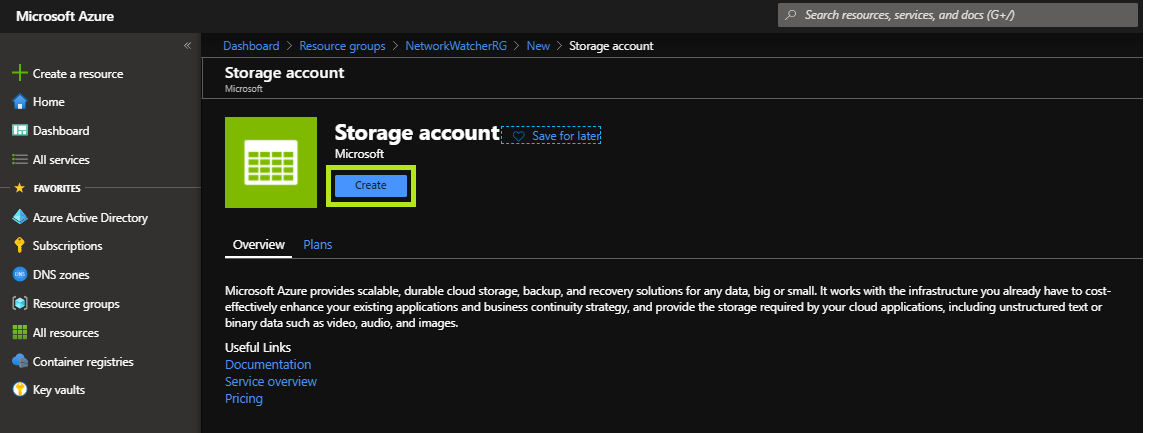 Microsoft Azure
Search resources, services, and docs (G+/)
«
Create a resource
Home
Dashboard
All services
FAVORITES
Azure Active Directory
Subscriptions
DNS zones
Resource groups
All resources
Container registries
Key vaults
Dashboard > Resource groups > NetworkWatcherRG > New > Storage account
Storage account
Microsoft
Storage account
Save for later
Microsoft
Create
Overview Plans
Microsoft Azure provides scalable, durable cloud storage, backup, and recovery solutions for any data, big or small. It works with the infrastructure you already have to cost-
effectively enhance your existing applications and business continuity strategy, and provide the storage required by your cloud applications, including unstructured text or
binary data such as video, audio, and images.
Useful Links
Documentation
Service overview
Pricing